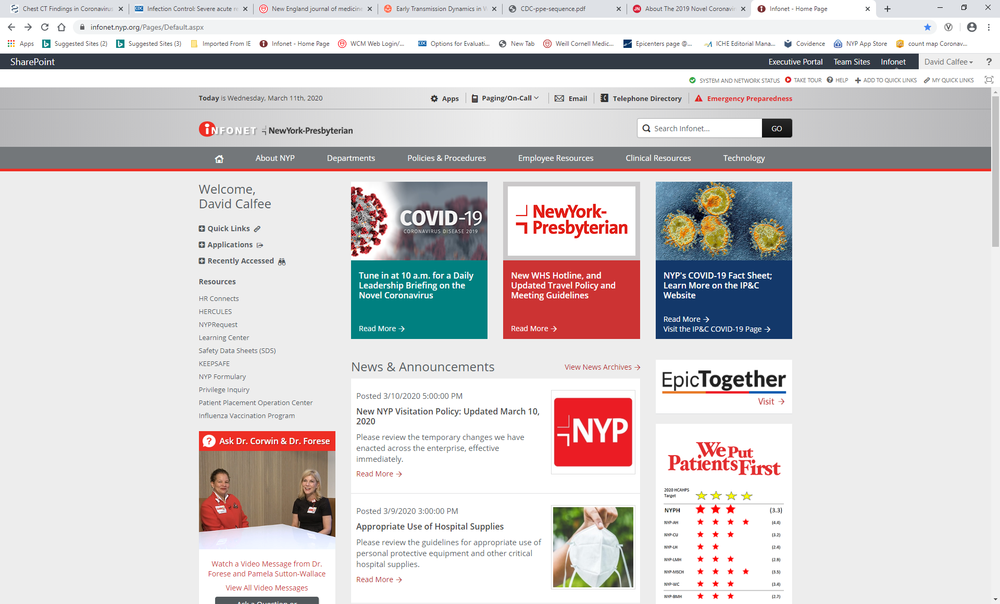 Chest CT Findings in Coronavirus
Infection Control: Severe acute re
New England journal of medicine
Early Transmission Dynamics in W
CDC-ppe-sequence.pdf
About The 2019 Novel Coronavir
Infonet - Home Page
infonet.nyp.org/Pages/Default.aspx
Apps
Suggested Sites (2)
Suggested Sites (3)
Imported From IE
Infonet - Home Page
WCM Web Login/...
Options for Evaluati...
New Tab
Weill Cornell Medic...
Epicenters page @...
ICHE Editorial Mana...
Covidence
NYP App Store
count map Coronav...
SharePoint
Executive Portal
Team Sites
Infonet
David Calfee
?
SYSTEM AND NETWORK STATUS
TAKE TOUR
HELP
ADD TO QUICK LINKS
MY QUICK LINKS
Today is Wednesday, March 11th, 2020
Apps
Paging/On-Call
Email
Telephone Directory
Emergency Preparedness
iNFONET
NewYork-Presbyterian
Search Infonet...
GO
About NYP
Departments
Policies & Procedures
Employee Resources
Clinical Resources
Technology
Welcome,
David Calfee
Quick Links
Applications
Recently Accessed
Resources
HR Connects
HERCULES
NYPRequest
Learning Center
Safety Data Sheets (SDS)
KEEPSAFE
NYP Formulary
Privilege Inquiry
Patient Placement Operation Center
Influenza Vaccination Program
Ask Dr. Corwin & Dr. Forese
Watch a Video Message from Dr.
Forese and Pamela Sutton-Wallace
View All Video Messages
Ask a Question or
COVID-19
CORONAVIRUS DISEASE 2019
Tune in at 10 a.m. for a Daily
Leadership Briefing on the
Novel Coronavirus
Read More →
NewYork-
Presbyterian
New WHS Hotline, and
Updated Travel Policy and
Meeting Guidelines
Read More →
NYP's COVID-19 Fact Sheet;
Learn More on the IP&C
Website
Read More →
Visit the IP&C COVID-19 Page →
News & Announcements
View News Archives →
Posted 3/10/2020 5:00:00 PM
New NYP Visitation Policy: Updated March 10,
2020
Please review the temporary changes we have
enacted across the enterprise, effective
immediately.
Read More →
NYP
Posted 3/9/2020 3:00:00 PM
Appropriate Use of Hospital Supplies
Please review the guidelines for appropriate use of
personal protective equipment and other critical
hospital supplies.
Read More →
EpicTogether
Visit →
We Put
Patients First
2020 HCAHPS
Target
NYPH (3.3)
NYP-AH (4.4)
NYP-CU (3.2)
NYP-LH (2.4)
NYP-LMH (2.9)
NYP-MSCH (3.5)
NYP-WC (3.4)
NYP-BMH (2.7)